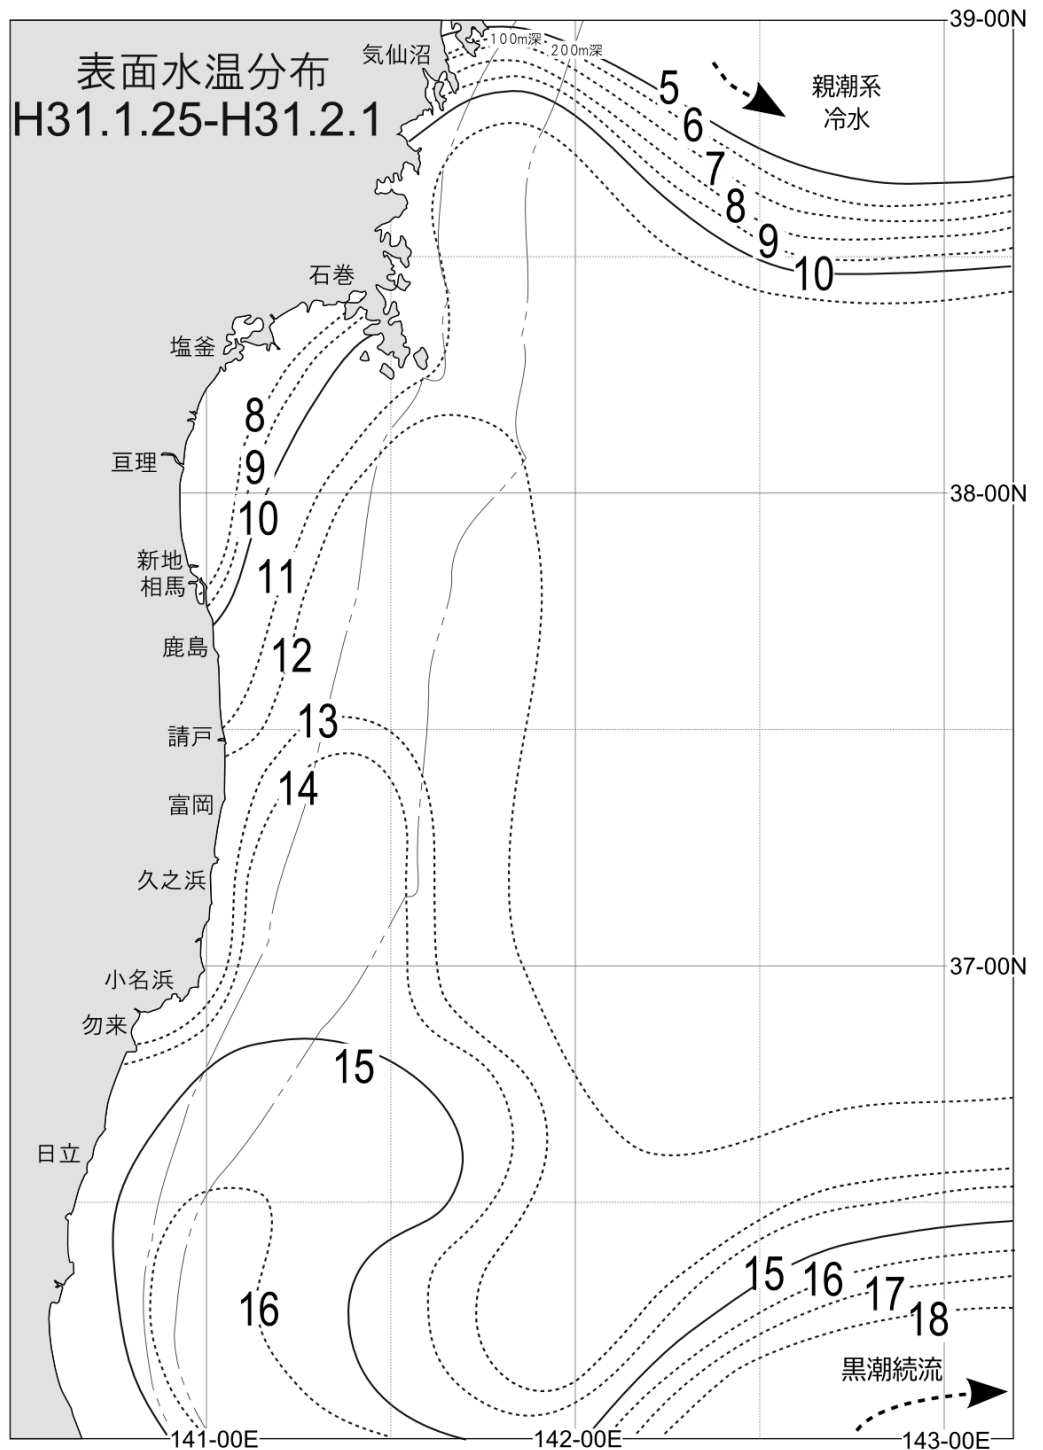 39-00N
気仙沼
100m深
200m深
表面水温分布
H31.1.25-H31.2.1
親潮系
冷水
5
6
7
8
9
10
石巻
塩釜
8
亘理
9
38-00N
10
新地
相馬
11
鹿島
12
13
請戸
14
富岡
久之浜
37-00N
小名浜
勿来
15
日立
15
16
17
18
16
黒潮続流
141-00E
142-00E
143-00E